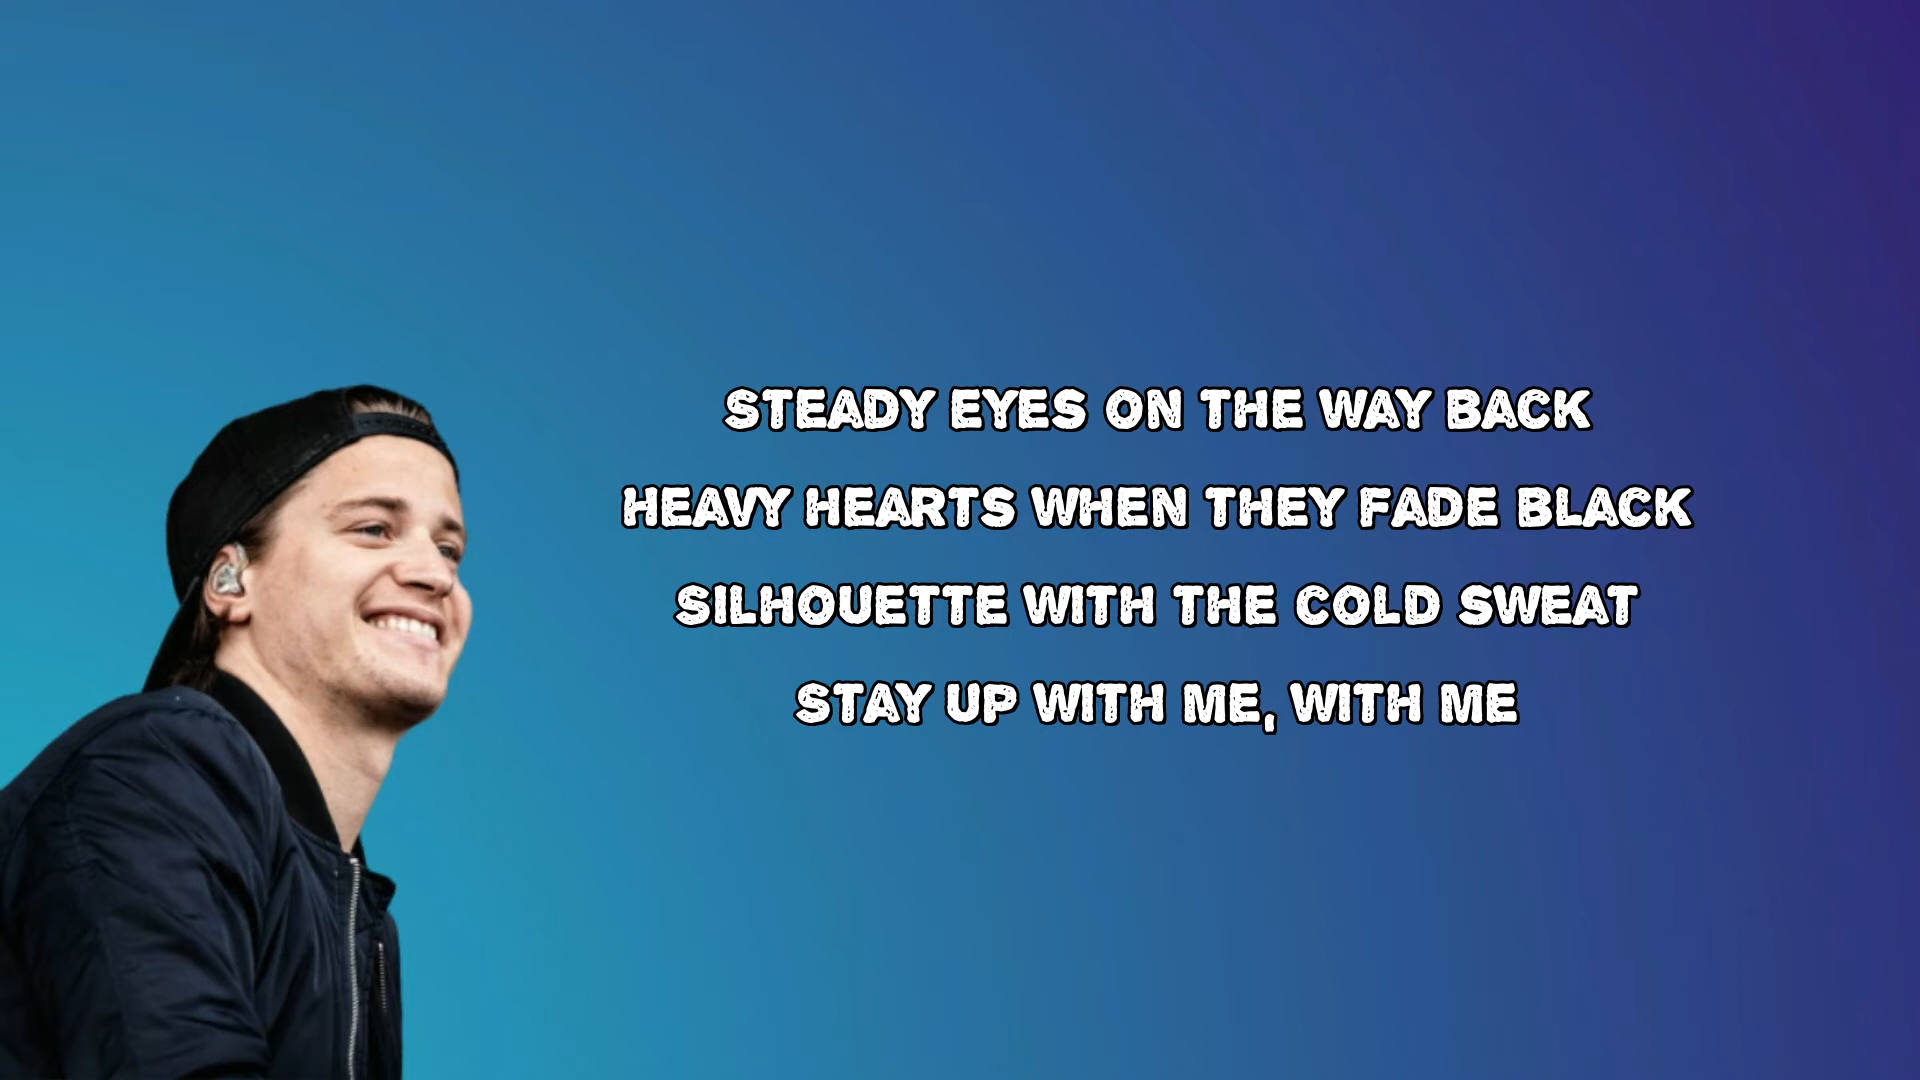 STEADY EYES ON THE WAY BACK
HEAVY HEARTS WHEN THEY FADE BLACK
SILHOUETTE WITH THE COLD SWEAT
STAY UP WITH ME, WITH ME